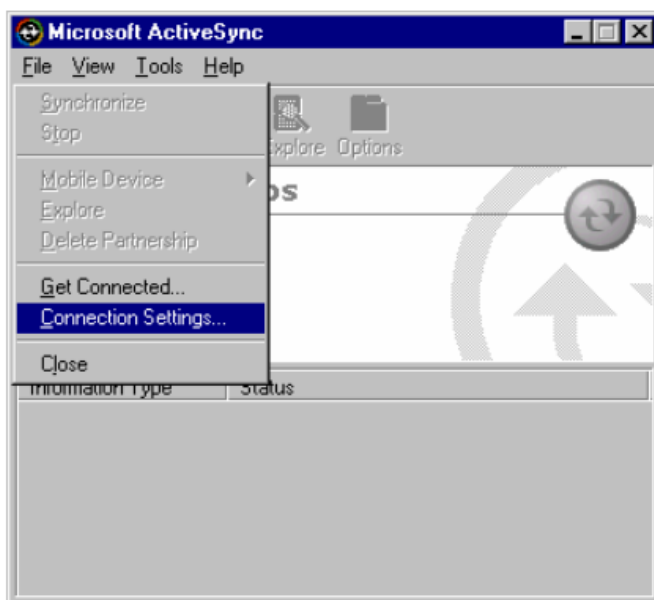 Microsoft ActiveSync
File View Tools Help
Synchronize
Stop
Explore Options
Mobile Device
Explore
Delete Partnership
Get Connected...
Connection Settings...
Close
Information Type Status